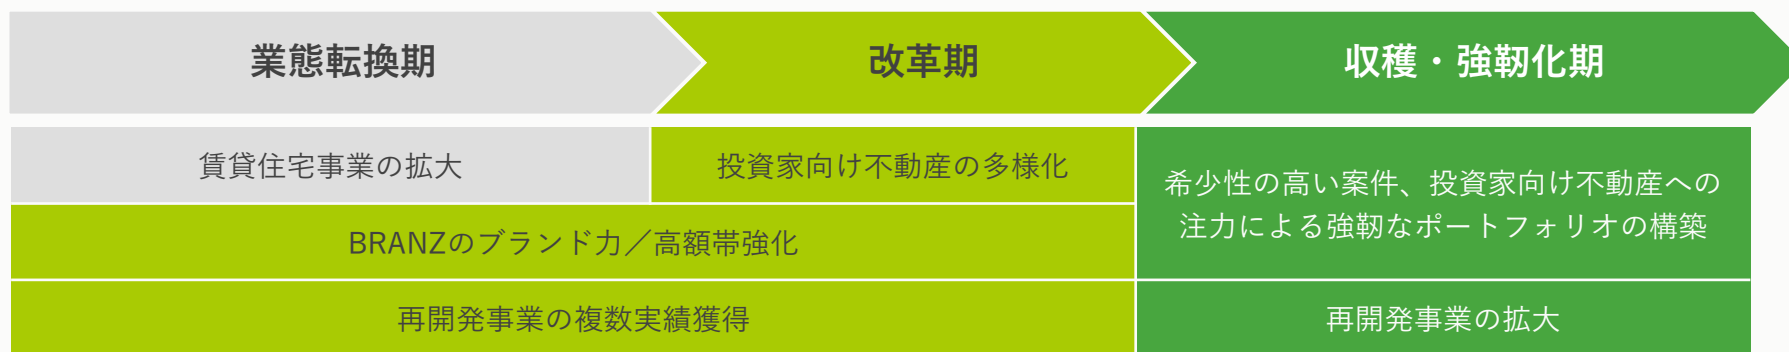 業態転換期
改革期
収穫・強靭化期
賃貸住宅事業の拡大
投資家向け不動産の多様化
希少性の高い案件、投資家向け不動産への
注力による強靭なポートフォリオの構築
BRANZのブランド力／高額帯強化
再開発事業の複数実績獲得
再開発事業の拡大